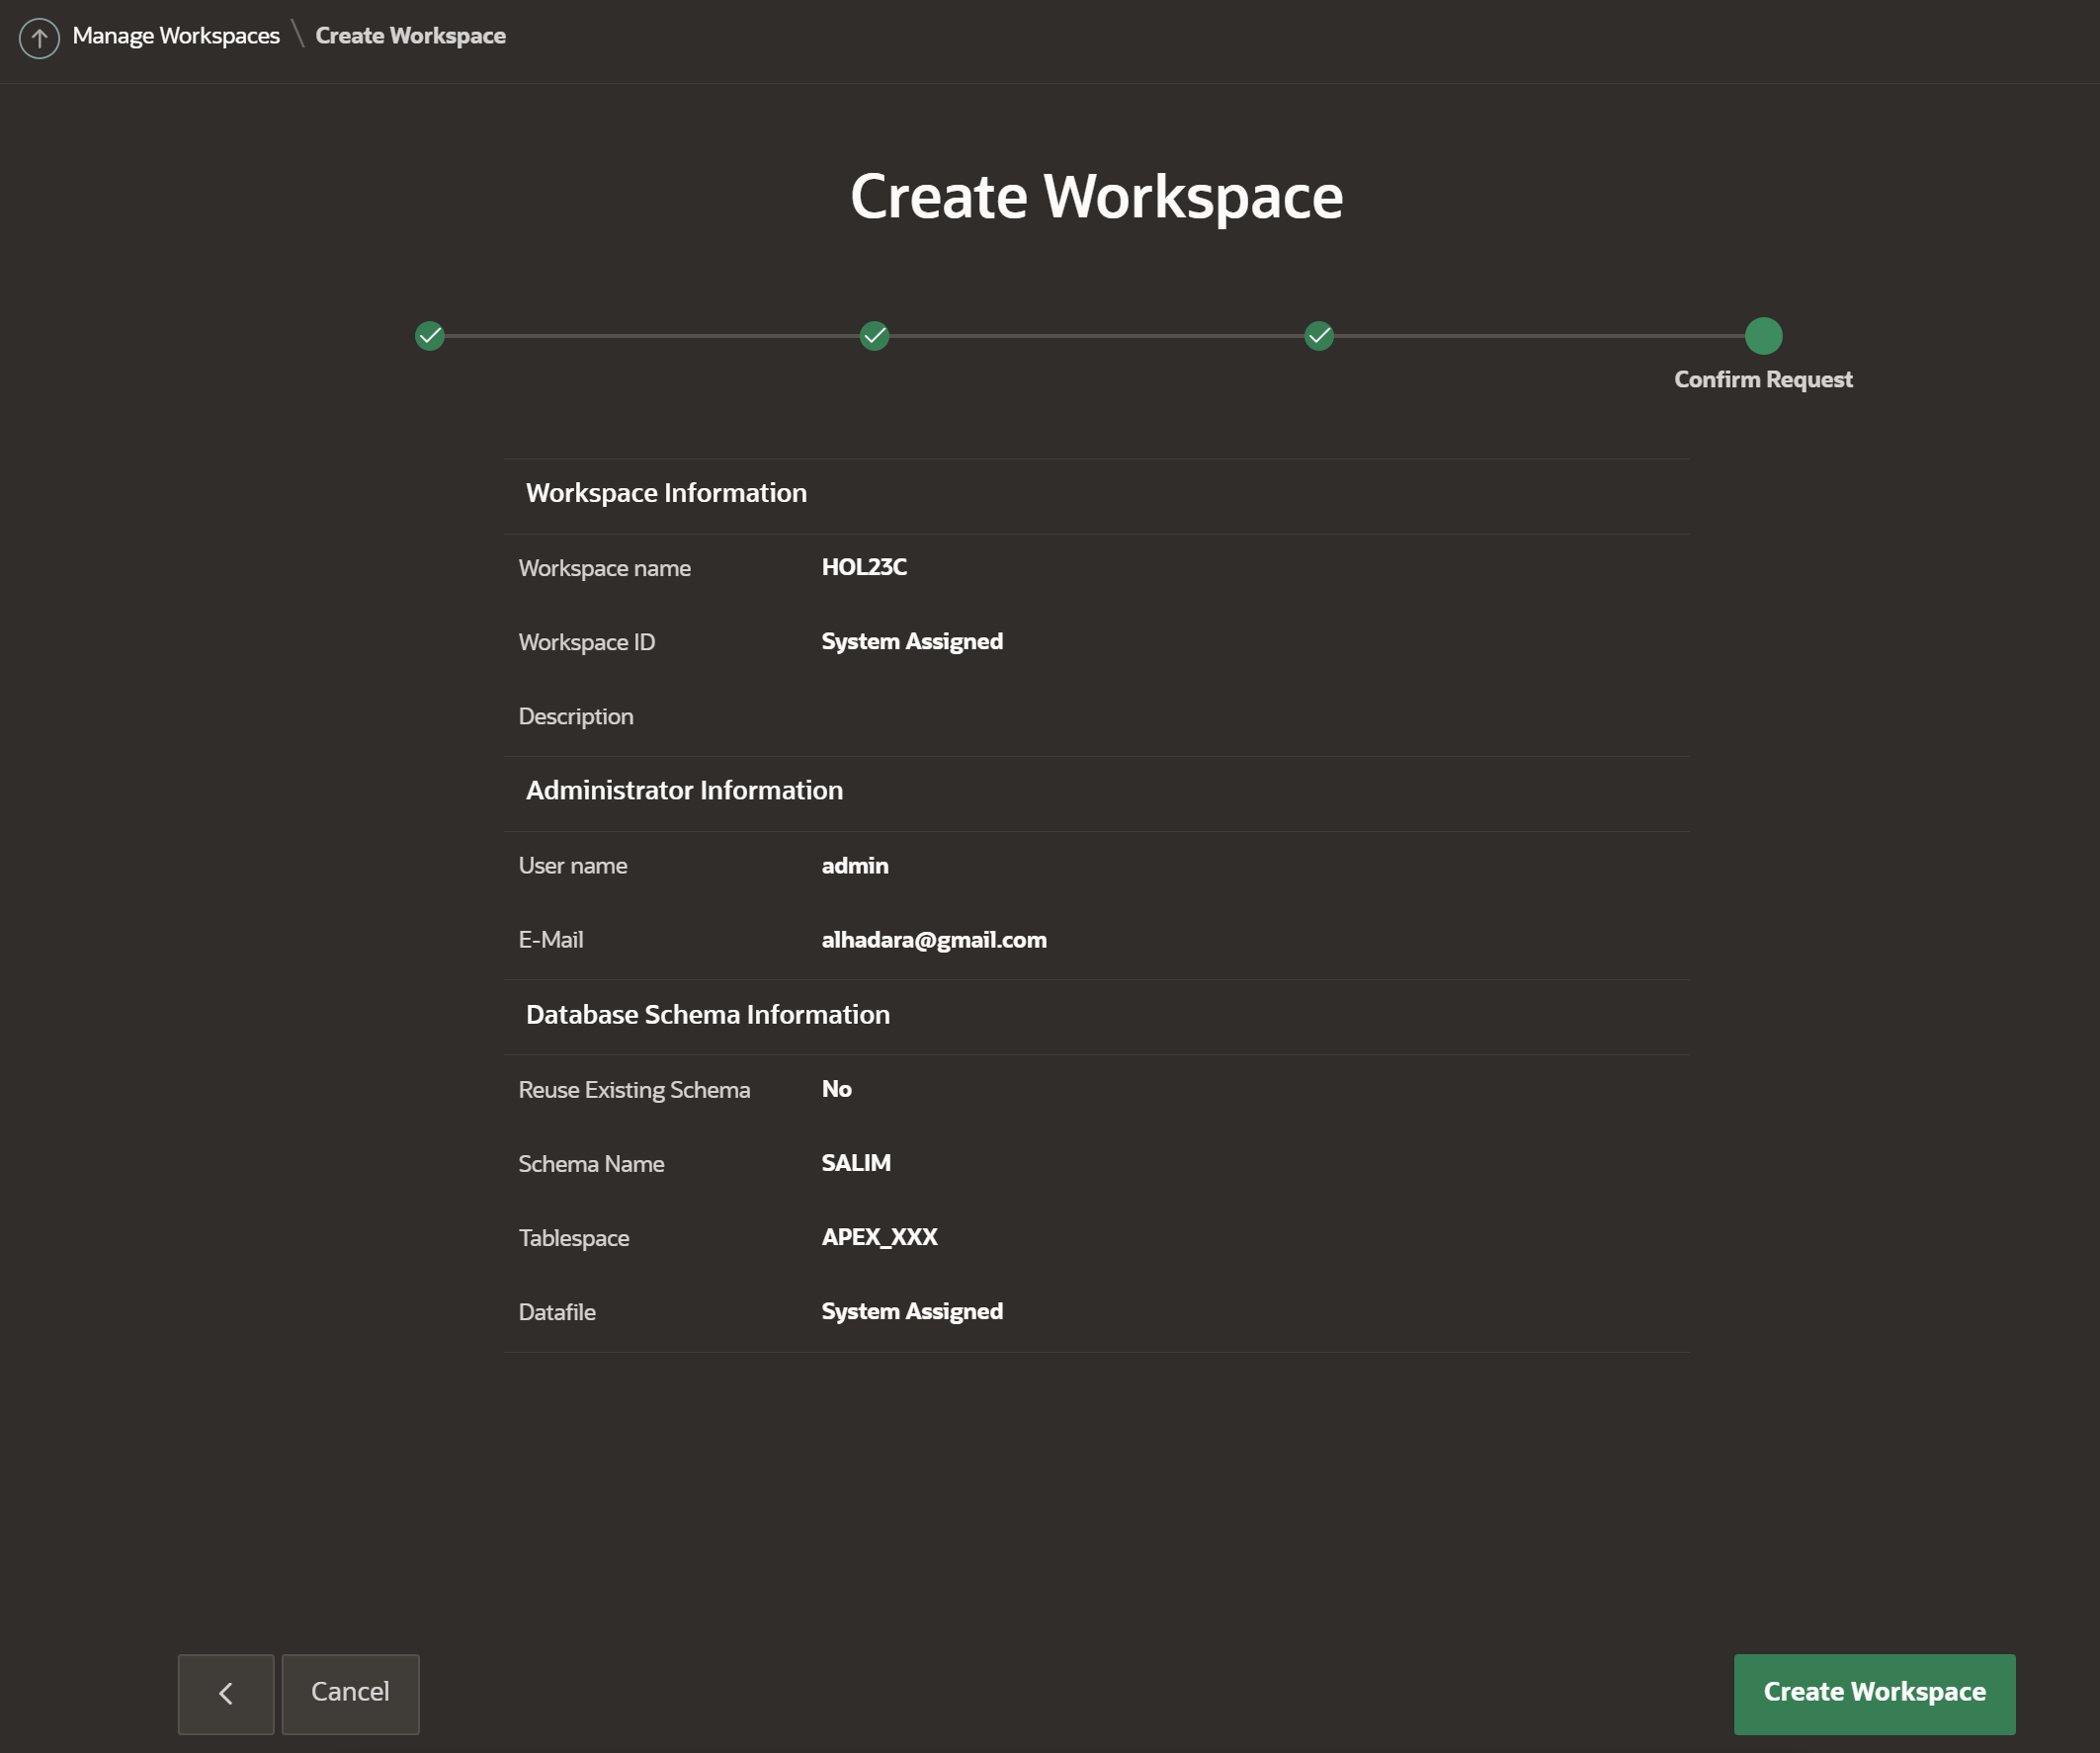 Manage Workspaces \ Create Workspace
Create Workspace
Confirm Request
Workspace Information
Workspace name HOL23C
Workspace ID System Assigned
Description
Administrator Information
User name admin
E-Mail alhadara@gmail.com
Database Schema Information
Reuse Existing Schema No
Schema Name SALIM
Tablespace APEX_XXX
Datafile System Assigned
Cancel Create Workspace